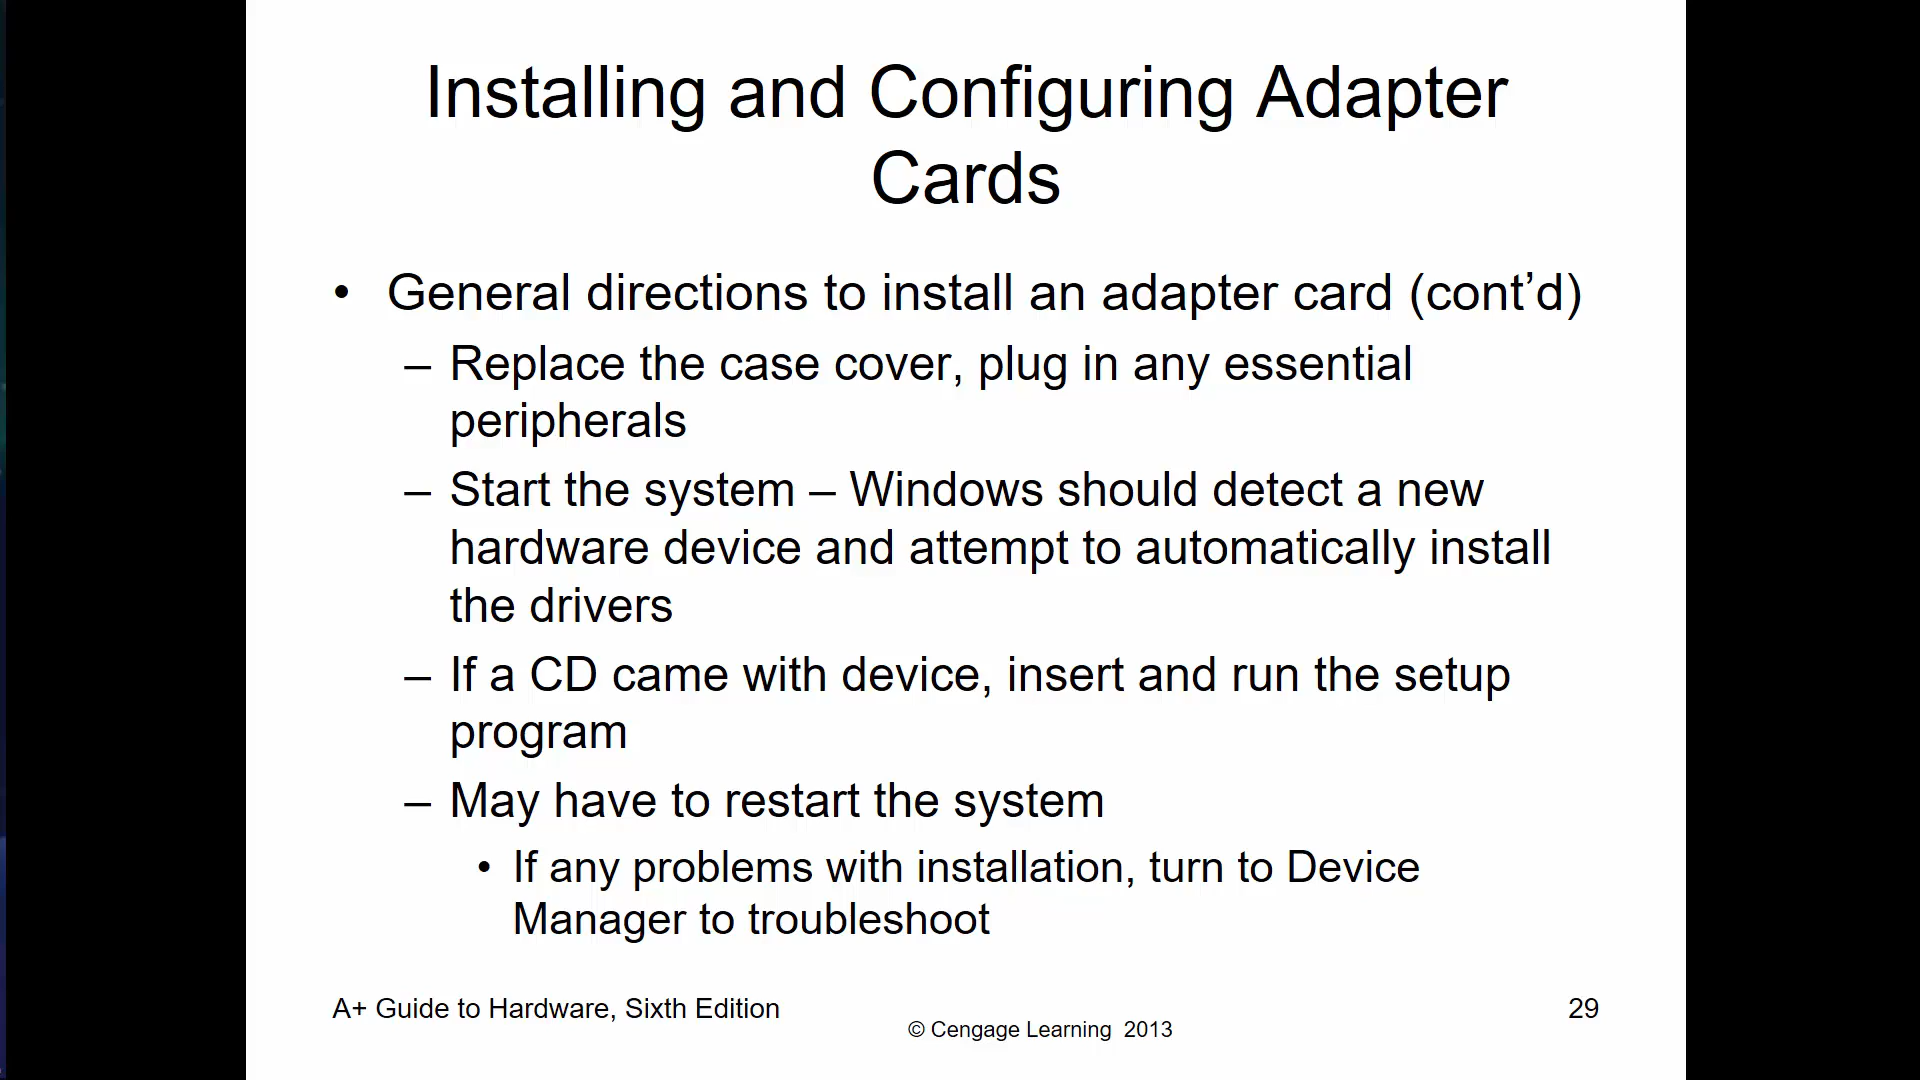 Installing and Configuring Adapter
Cards
• General directions to install an adapter card (cont’d)
– Replace the case cover, plug in any essential
peripherals
– Start the system – Windows should detect a new
hardware device and attempt to automatically install
the drivers
– If a CD came with device, insert and run the setup
program
– May have to restart the system
• If any problems with installation, turn to Device
Manager to troubleshoot
A+ Guide to Hardware, Sixth Edition
© Cengage Learning 2013
29